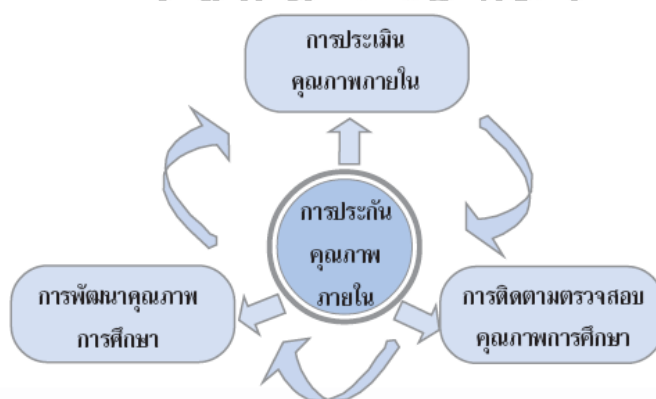 การประเมิน
คุณภาพภายใน
การประกัน
คุณภาพ
ภายใน
การพัฒนาคุณภาพ
การศึกษา
การติดตามตรวจสอบ
คุณภาพการศึกษา